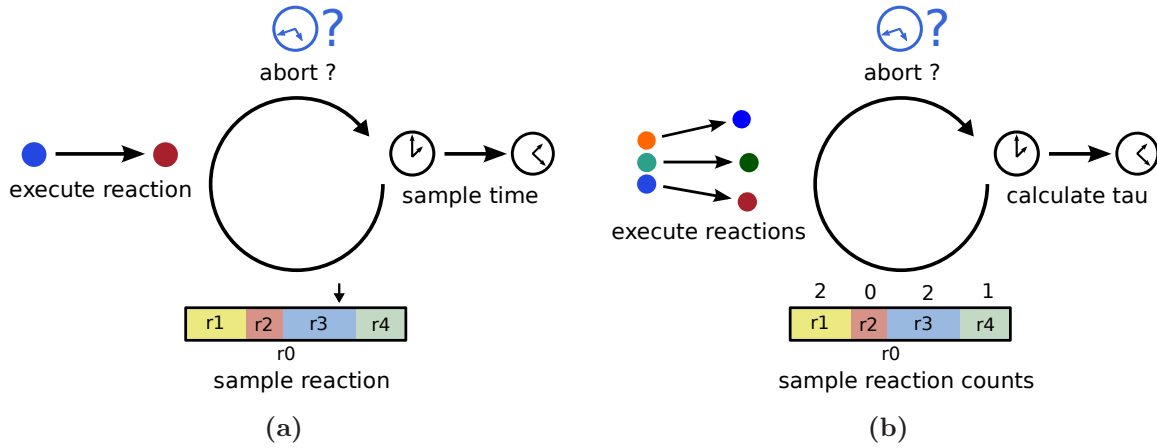 ?
abort ?
execute reaction
sample time
r1 r2 r3 r4
r0
sample reaction
(a)
?
abort ?
execute reactions
calculate tau
2 0 2 1
r1 r2 r3 r4
r0
sample reaction counts
(b)